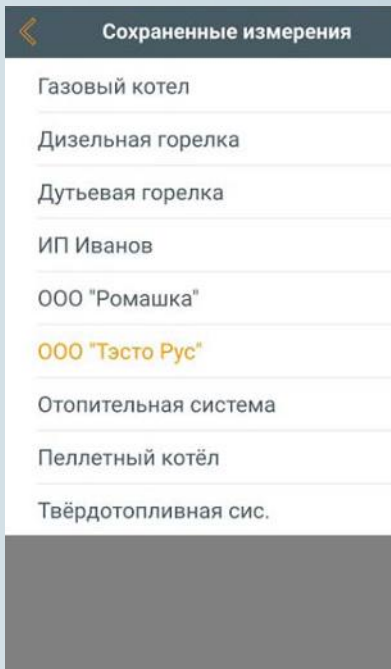 Сохраненные измерения
Газовый котел
Дизельная горелка
Дутьевая горелка
ИП Иванов
ООО "Ромашка"
ООО "Тэсто Рус"
Отопительная система
Пеллетный котёл
Твёрдотопливная сис.